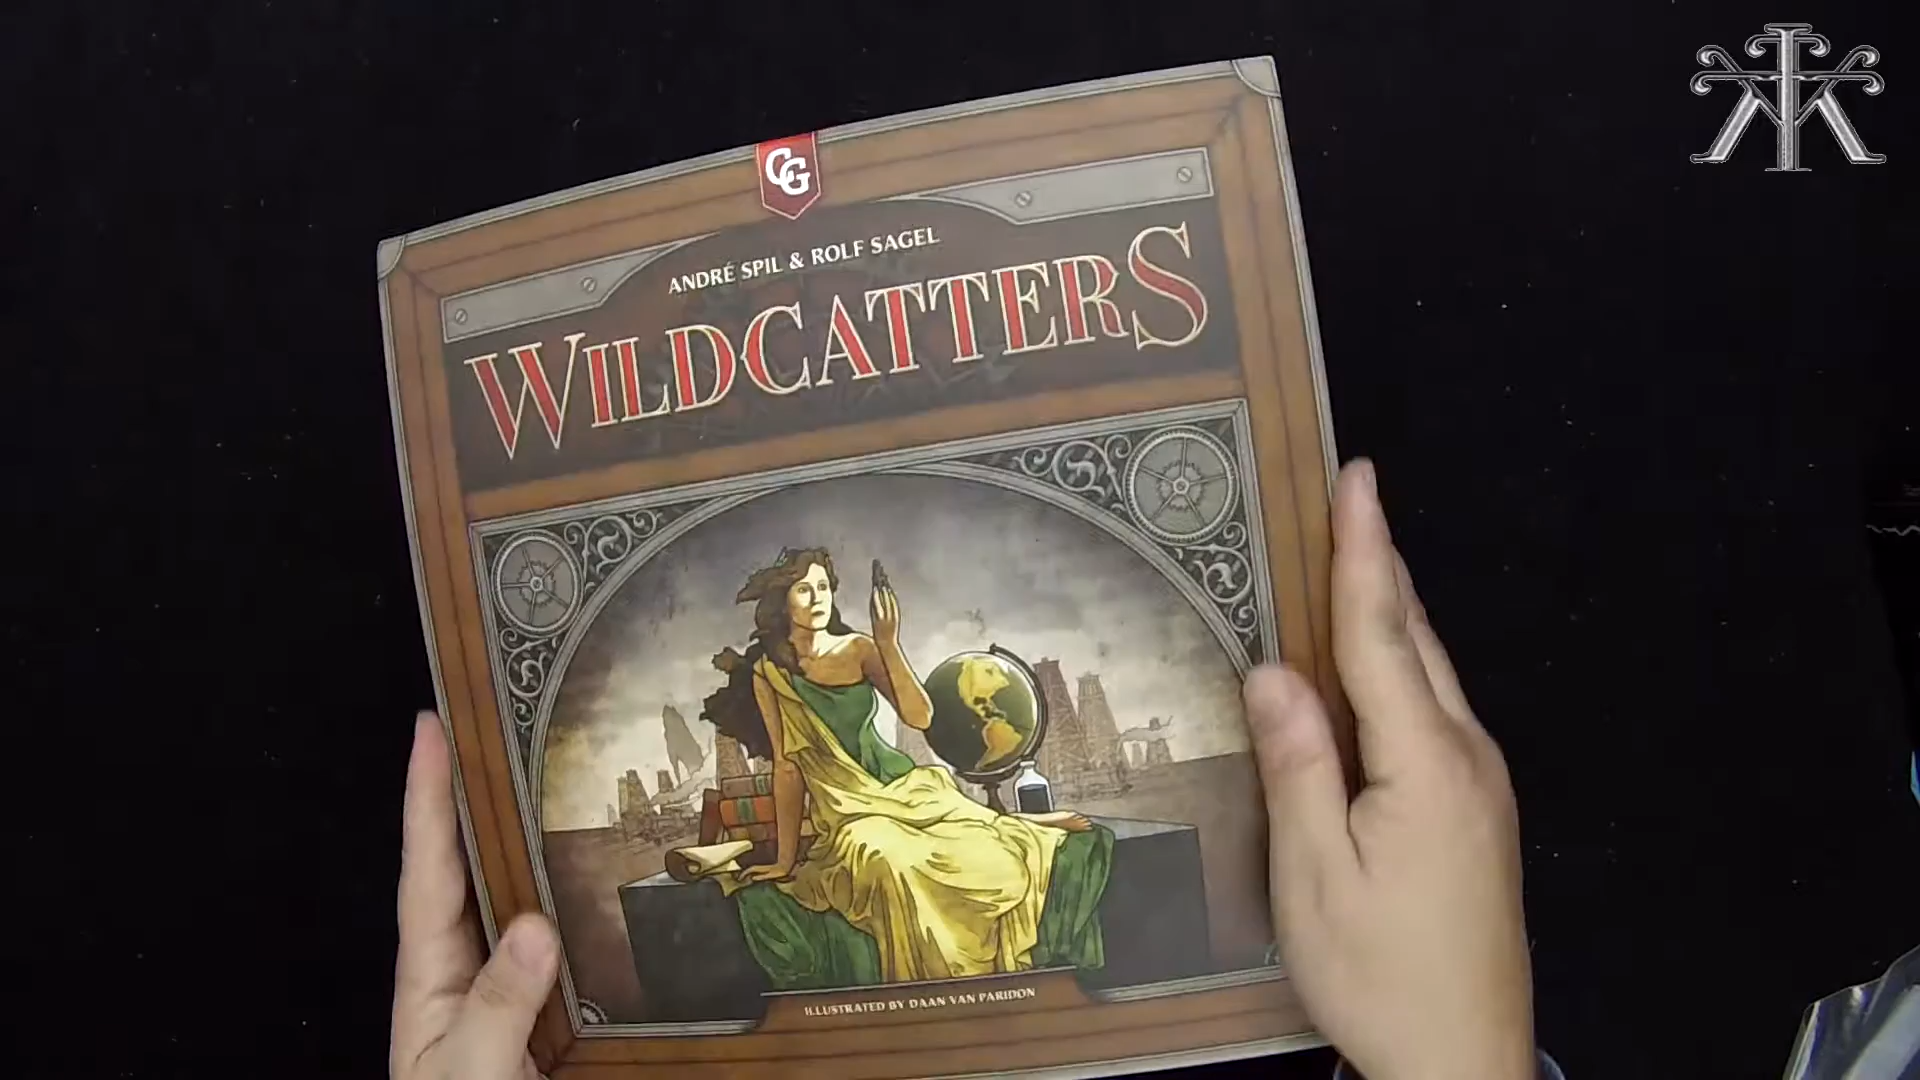 CG
ANDRÉ SPIL & ROLF SAGEL
WILDCATTERS
ILLUSTRATED BY DAAN VAN PARIDON